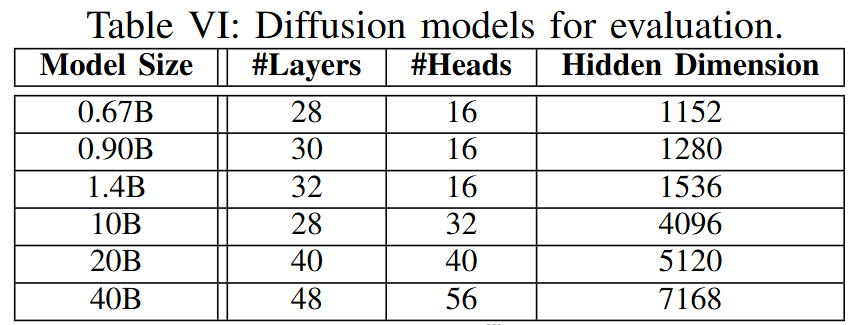 Table VI: Diffusion models for evaluation.
Model Size #Layers #Heads Hidden Dimension
0.67B 28 16 1152
0.90B 30 16 1280
1.4B 32 16 1536
10B 28 32 4096
20B 40 40 5120
40B 48 56 7168